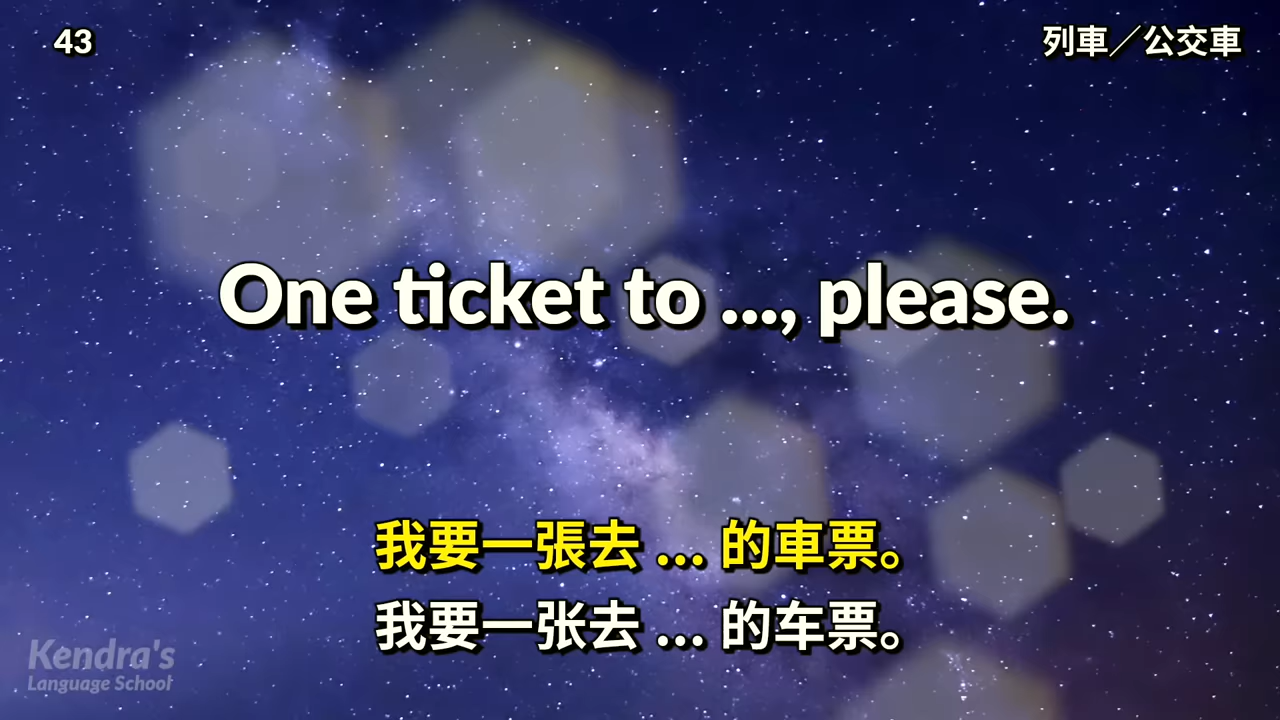 43
列車／公交車
One ticket to ..., please.
我要一張去 ... 的車票。
我要一张去 ... 的车票。
Kendra's
Language School